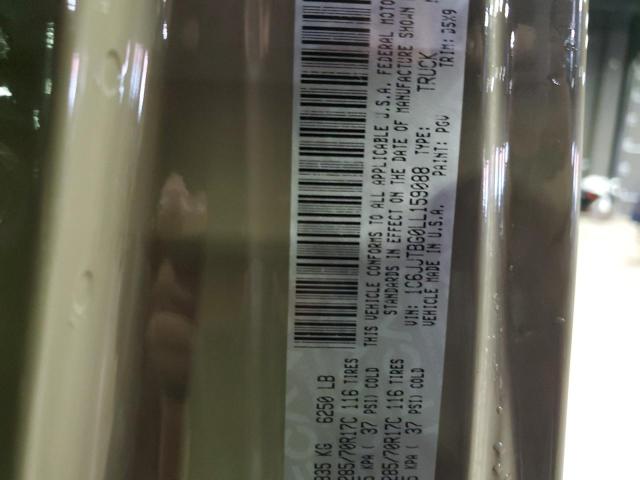 835 KG 6250 LB
285/70R17C 116 TIRES
KPA ( 37 PSI) COLD
285/70R17C 116 TIRES
KPA ( 37 PSI) COLD
THIS VEHICLE CONFORMS TO ALL APPLICABLE U.S.A. FEDERAL MOTO
STANDARDS IN EFFECT ON THE DATE OF MANUFACTURE SHOWN
VIN: 1C6JJTBG0LL159088 TYPE: TRUCK
VEHICLE MADE IN U.S.A. PAINT: PGV TRIM: D5X9